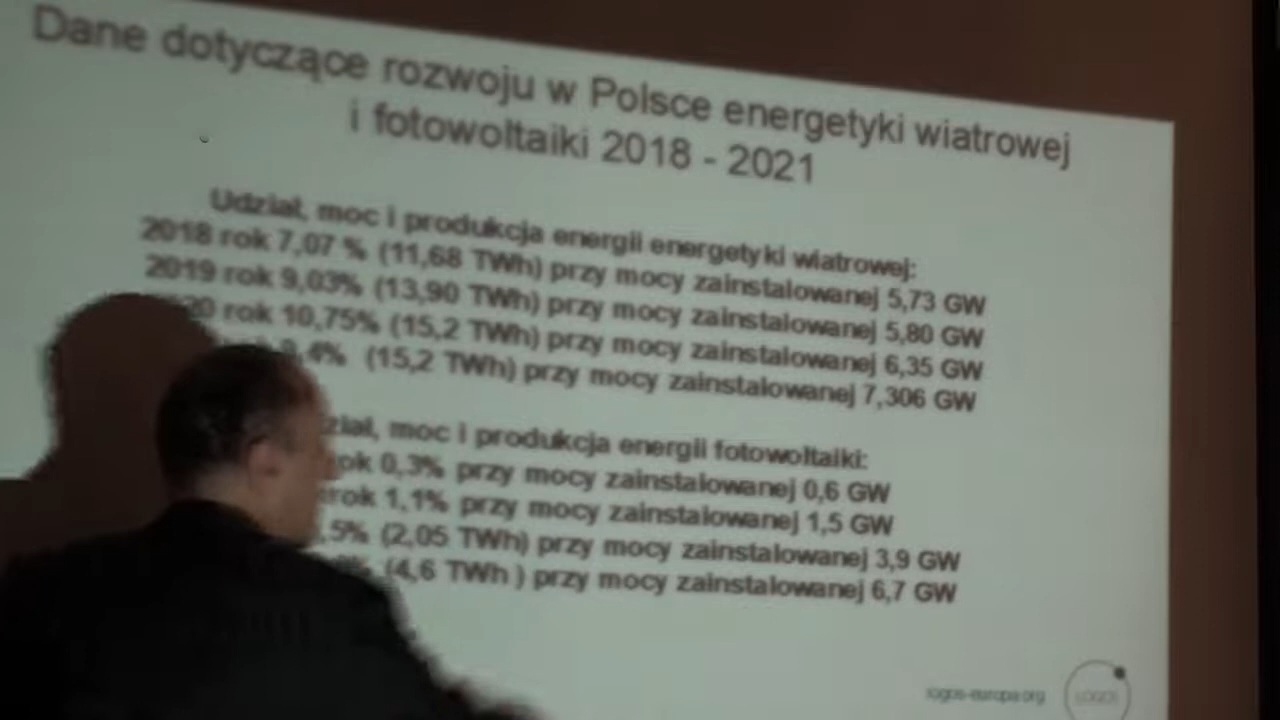 Dane dotyczące rozwoju w Polsce energetyki wiatrowej
i fotowoltaiki 2018 - 2021
Udział, moc i produkcja energii energetyki wiatrowej:
2018 rok 7,07 % (11,68 TWh) przy mocy zainstalowanej 5,73 GW
2019 rok 9,03% (13,90 TWh) przy mocy zainstalowanej 5,80 GW
20 rok 10,75% (15,2 TWh) przy mocy zainstalowanej 6,35 GW
,4% (15,2 TWh) przy mocy zainstalowanej 7,306 GW
ział, moc i produkcja energii fotowoltaiki:
rok 0,3% przy mocy zainstalowanej 0,6 GW
rok 1,1% przy mocy zainstalowanej 1,5 GW
,5% (2,05 TWh) przy mocy zainstalowanej 3,9 GW
% (4,6 TWh ) przy mocy zainstalowanej 6,7 GW
logos-europa.org
LOGOS